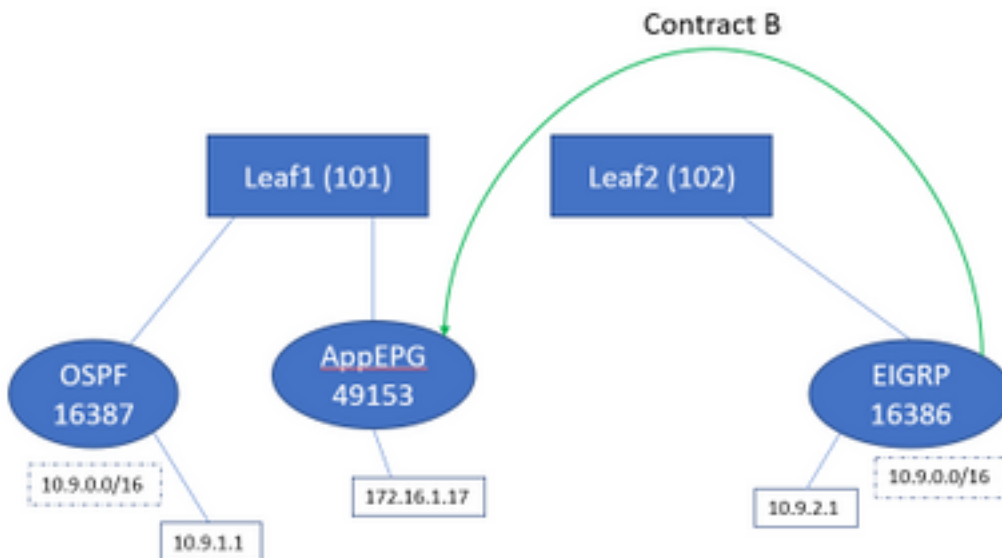 Contract B
Leaf1 (101)
Leaf2 (102)
OSPF
16387
AppEPG
49153
EIGRP
16386
10.9.0.0/16
10.9.1.1
172.16.1.17
10.9.2.1
10.9.0.0/16